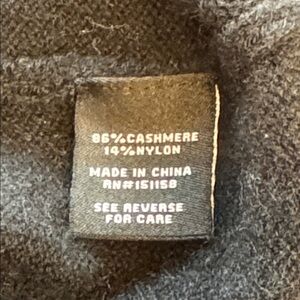 86%CASHMERE
14%NYLON
MADE IN CHINA
RN#151158
SEE REVERSE
FOR CARE